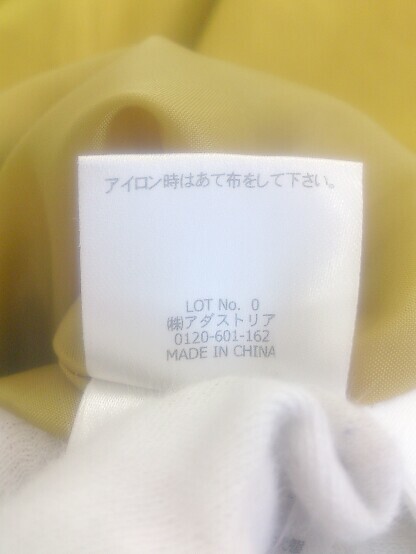 アイロン時はあて布をして下さい。
LOT No. 0
㈱アダストリア
0120-601-162
MADE IN CHINA